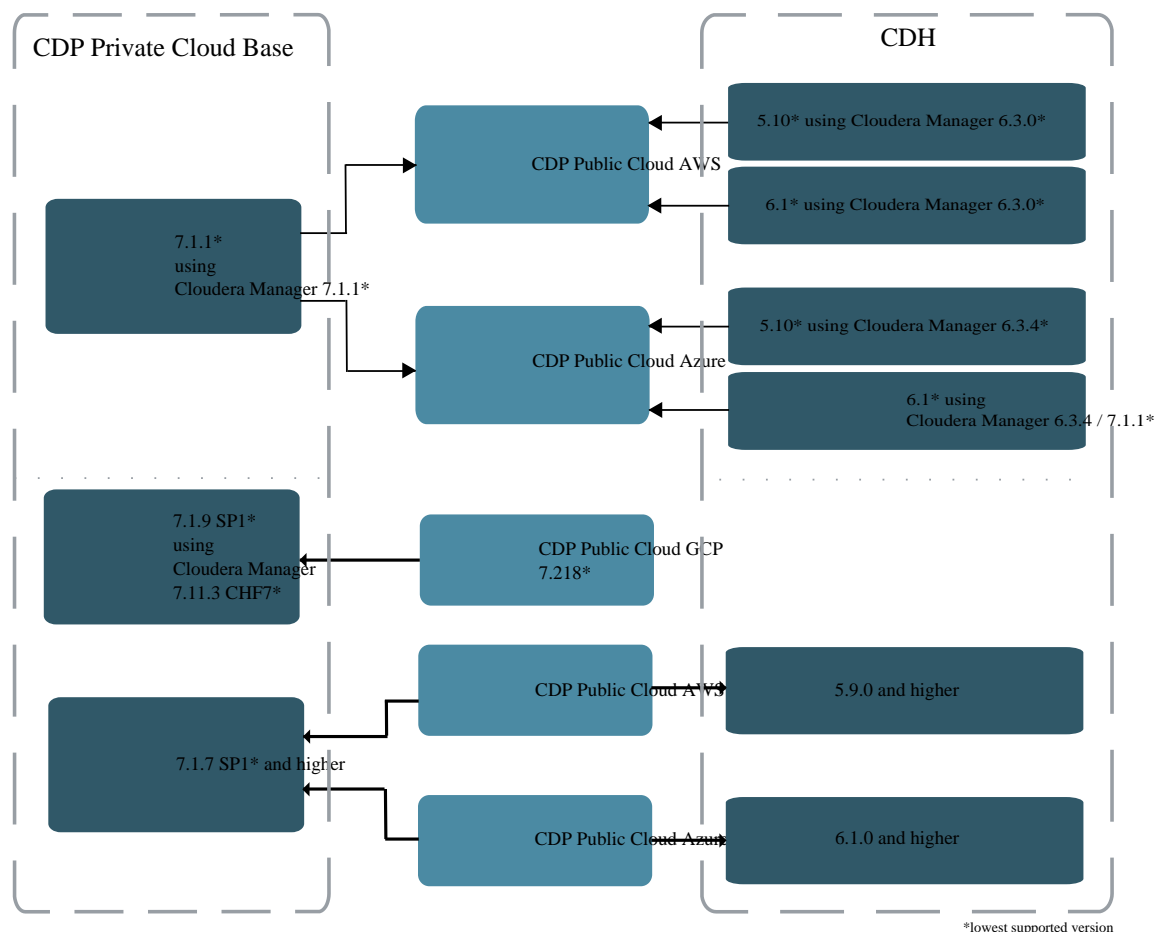 CDP Private Cloud Base
CDH
CDP Public Cloud AWS
5.10* using Cloudera Manager 6.3.0*
6.1* using Cloudera Manager 6.3.0*
7.1.1*
using
Cloudera Manager 7.1.1*
CDP Public Cloud Azure
5.10* using Cloudera Manager 6.3.4*
6.1* using
Cloudera Manager 6.3.4 / 7.1.1*
7.1.9 SP1*
using
Cloudera Manager
7.11.3 CHF7*
CDP Public Cloud GCP
7.218*
CDP Public Cloud AWS
5.9.0 and higher
7.1.7 SP1* and higher
CDP Public Cloud Azure
6.1.0 and higher
*lowest supported version